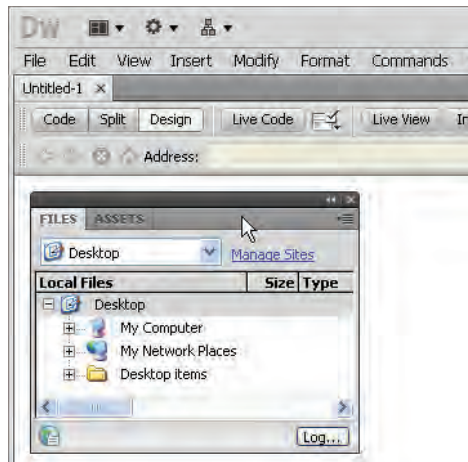 Dw
File Edit View Insert Modify Format Commands
Untitled-1 ×
Code Split Design Live Code Live View In
Address:
FILES ASSETS
Desktop Manage Sites
Local Files Size Type
Desktop
My Computer
My Network Places
Desktop items
Log...